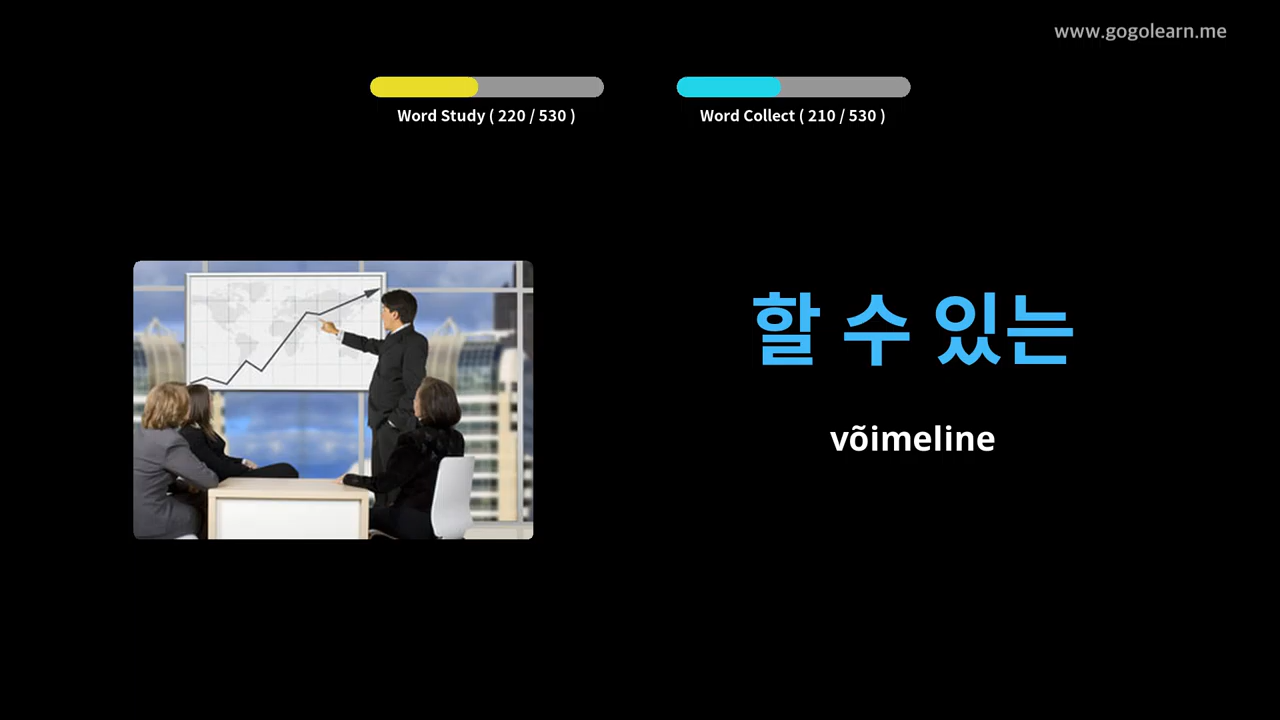 www.gogolearn.me
Word Study ( 220 / 530 )
Word Collect ( 210 / 530 )
할 수 있는
võimeline